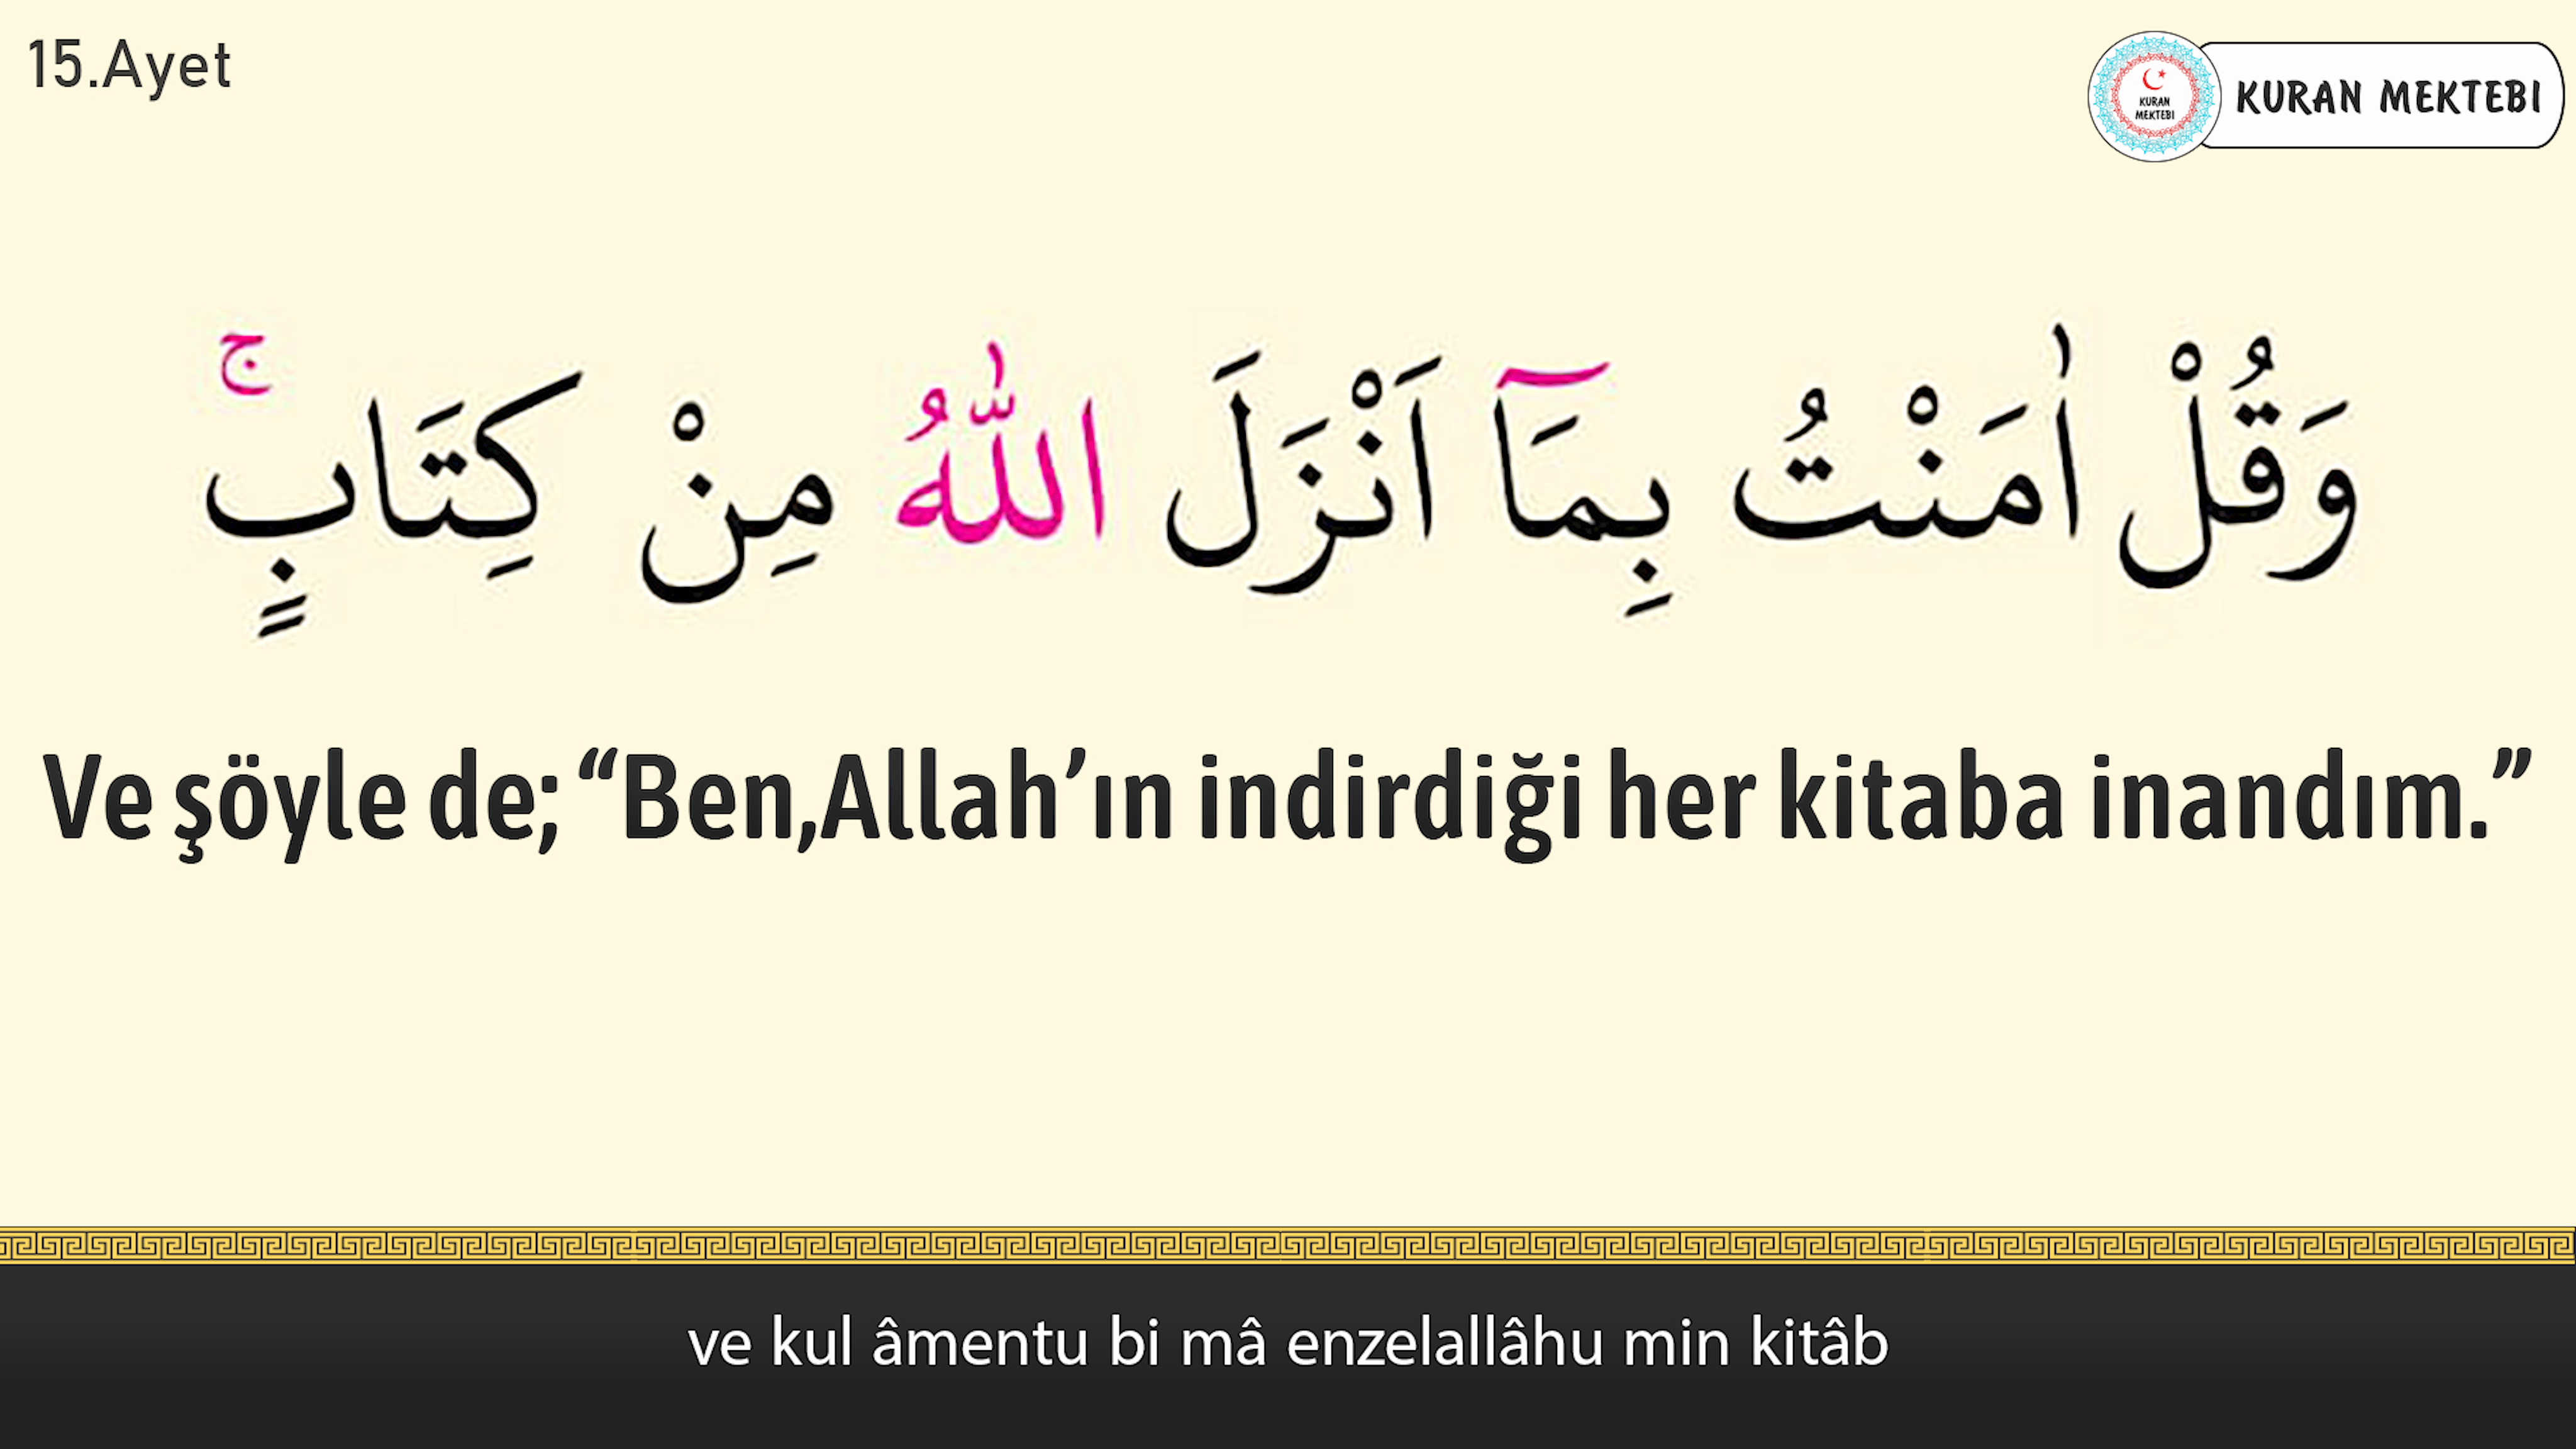 15.Ayet
KURAN
MEKTEBI
KURAN MEKTEBI
وَقُلْ اٰمَنْتُ بِمَٓا اَنْزَلَ اللّٰهُ مِنْ كِتَابٍۚ
Ve şöyle de; “Ben,Allah’ın indirdiği her kitaba inandım.”
ve kul âmentu bi mâ enzelallâhu min kitâb